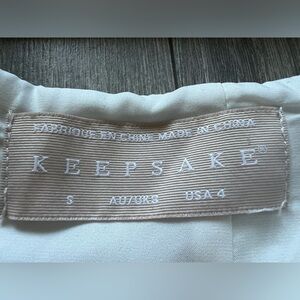 FABRIQUE EN CHINE MADE IN CHINA
KEEPSAKE®
S AU/UK8 USA 4